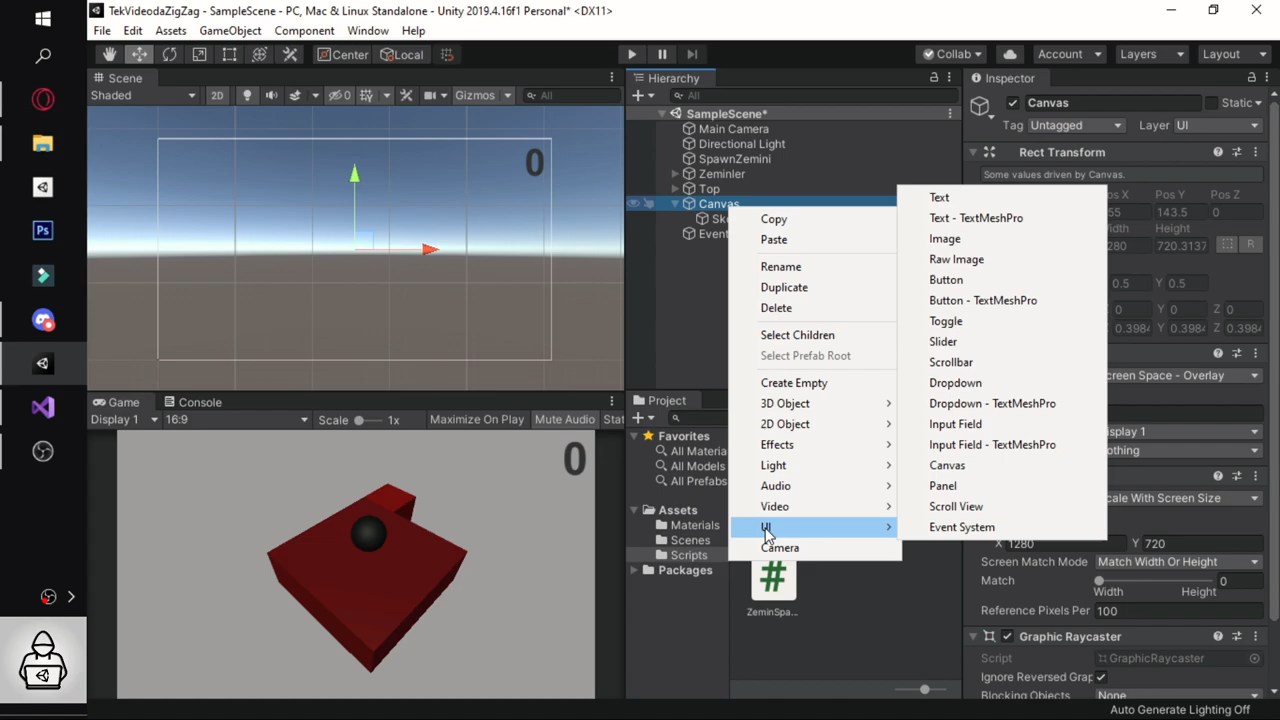 TekVideodaZigZag - SampleScene - PC, Mac & Linux Standalone - Unity 2019.4.16f1 Personal* <DX11>
File Edit Assets GameObject Component Window Help
Center Local Collab Account Layers Layout
Scene
Shaded 2D 0 Gizmos All
0
Game Console
Display 1 16:9 Scale 1x Maximize On Play Mute Audio Stat
0
Hierarchy
All
SampleScene*
Main Camera
Directional Light
SpawnZemini
Zeminler
Top
Canvas
Sk
Event
Project
Favorites
All Materia
All Models
All Prefabs
Assets
Materials
Scenes
Scripts
Packages
#
ZeminSpa...
Copy
Paste
Rename
Duplicate
Delete
Select Children
Select Prefab Root
Create Empty
3D Object
2D Object
Effects
Light
Audio
Video
UI
Camera
Text
Text - TextMeshPro
Image
Raw Image
Button
Button - TextMeshPro
Toggle
Slider
Scrollbar
Dropdown
Dropdown - TextMeshPro
Input Field
Input Field - TextMeshPro
Canvas
Panel
Scroll View
Event System
Inspector
Canvas Static
Tag Untagged Layer UI
Rect Transform
Some values driven by Canvas.
Pos X Pos Y Pos Z
55 143.5 0
Width Height
1280 720.3137 R
0.5 Y 0.5
0 Y 0 Z 0
0.3984 Y 0.3984 Z 0.3984
Screen Space - Overlay
Display 1
Nothing
Scale With Screen Size
X 1280 Y 720
Screen Match Mode Match Width Or Height
Match 0
Width Height
Reference Pixels Per 100
Graphic Raycaster
Script GraphicRaycaster
Ignore Reversed Grap
Blocking Objects None
Auto Generate Lighting Off
Ps